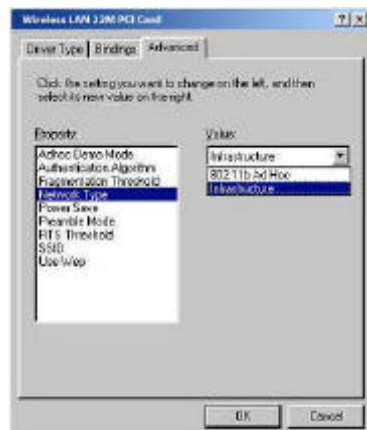 Wireless LAN 22M PCI Card
Driver Type Bindings Advanced
Click the setting you want to change on the left, and then
select its new value on the right.
Property:
Value:
Adhoc Demo Mode
Authentication Algorithm
Fragmentation Threshold
Network Type
Power Save
Preamble Mode
RTS Threshold
SSID
Use Wep
Infrastructure
802.11b Ad Hoc
Infrastructure
OK Cancel